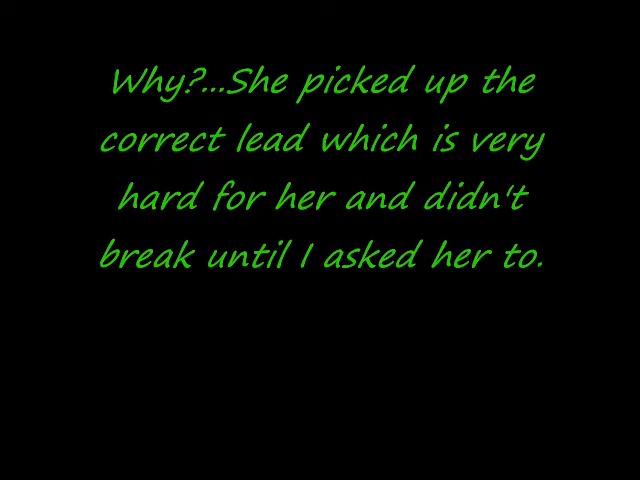 Why?...She picked up the
correct lead which is very
hard for her and didn't
break until I asked her to.